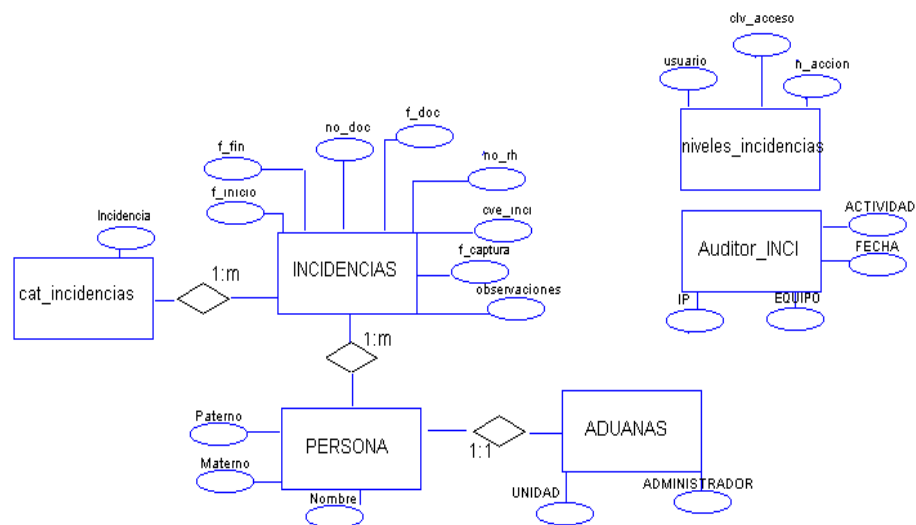 clv_acceso
usuario
h_accion
niveles_incidencias
f_doc
no_doc
f_fin
no_rh
f_inicio
cve_inci
Incidencia
INCIDENCIAS
f_captura
observaciones
cat_incidencias
1:m
ACTIVIDAD
Auditor_INCI
FECHA
IP
EQUIPO
1:m
Paterno
PERSONA
Materno
Nombre
1:1
ADUANAS
UNIDAD
ADMINISTRADOR